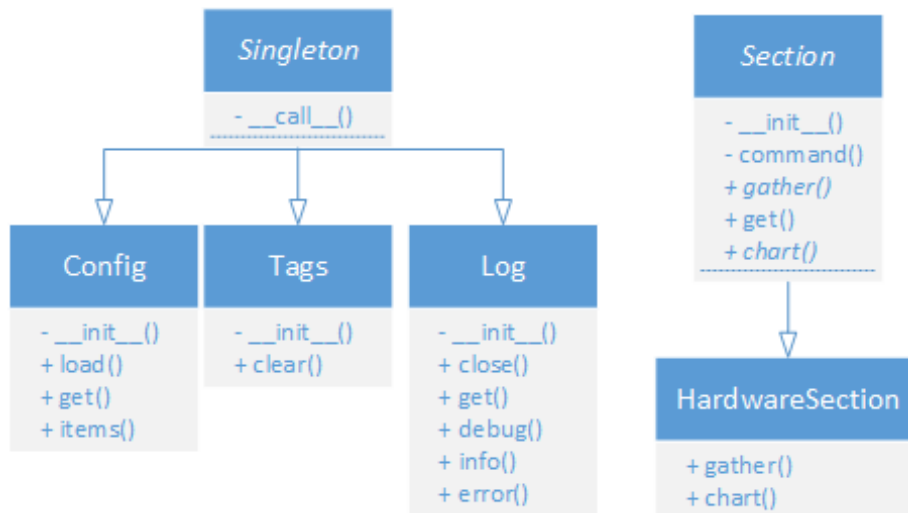 Singleton
- __call__()
Config
- __init__()
+ load()
+ get()
+ items()
Tags
- __init__()
+ clear()
Log
- __init__()
+ close()
+ get()
+ debug()
+ info()
+ error()
Section
- __init__()
- command()
+ gather()
+ get()
+ chart()
HardwareSection
+ gather()
+ chart()